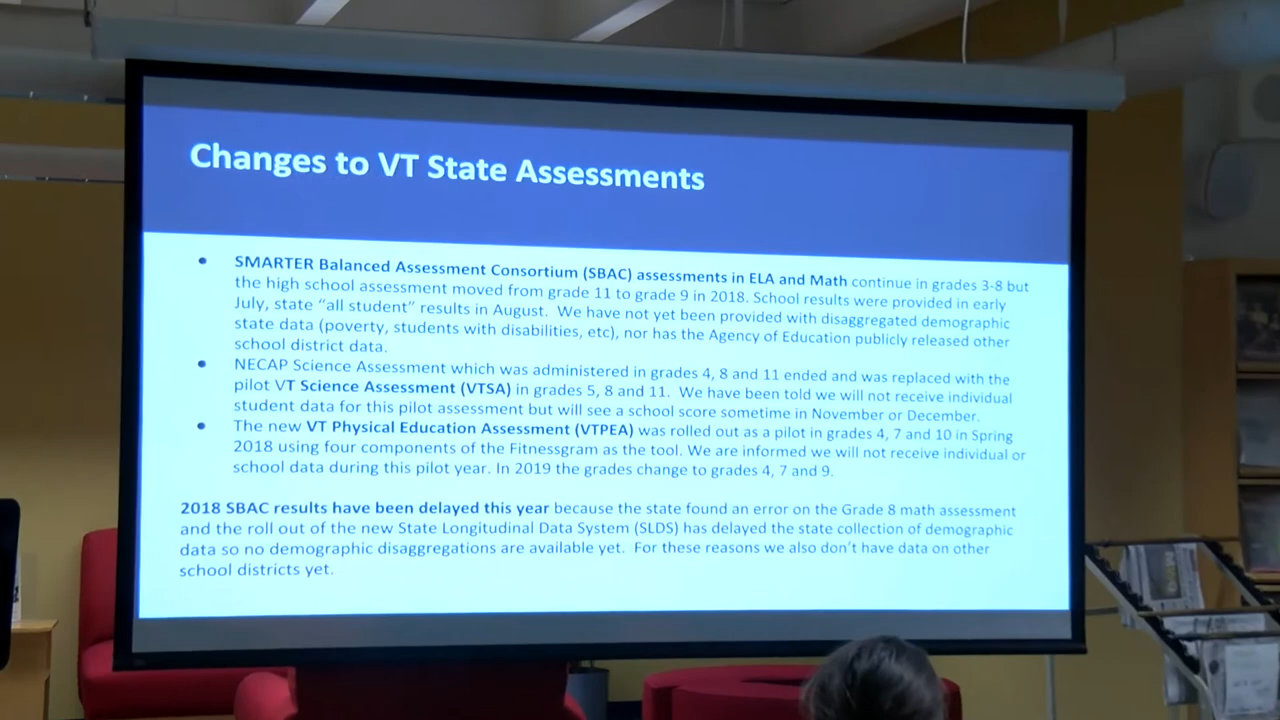 Changes to VT State Assessments
• SMARTER Balanced Assessment Consortium (SBAC) assessments in ELA and Math continue in grades 3-8 but
the high school assessment moved from grade 11 to grade 9 in 2018. School results were provided in early
July, state “all student” results in August. We have not yet been provided with disaggregated demographic
state data (poverty, students with disabilities, etc), nor has the Agency of Education publicly released other
school district data.
• NECAP Science Assessment which was administered in grades 4, 8 and 11 ended and was replaced with the
pilot VT Science Assessment (VTSA) in grades 5, 8 and 11. We have been told we will not receive individual
student data for this pilot assessment but will see a school score sometime in November or December.
• The new VT Physical Education Assessment (VTPEA) was rolled out as a pilot in grades 4, 7 and 10 in Spring
2018 using four components of the Fitnessgram as the tool. We are informed we will not receive individual or
school data during this pilot year. In 2019 the grades change to grades 4, 7 and 9.
2018 SBAC results have been delayed this year because the state found an error on the Grade 8 math assessment
and the roll out of the new State Longitudinal Data System (SLDS) has delayed the state collection of demographic
data so no demographic disaggregations are available yet. For these reasons we also don’t have data on other
school districts yet.